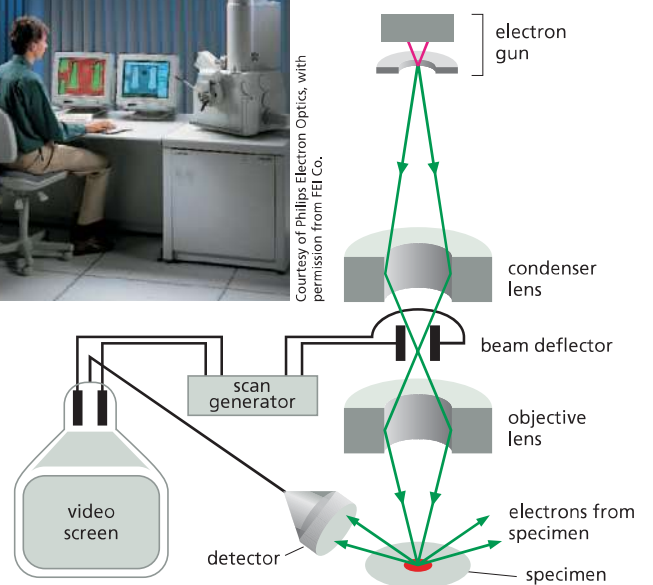 electron
gun
Courtesy of Philips Electron Optics, with
permission from FEI Co.
condenser
lens
beam deflector
scan
generator
objective
lens
video
screen
electrons from
specimen
detector
specimen